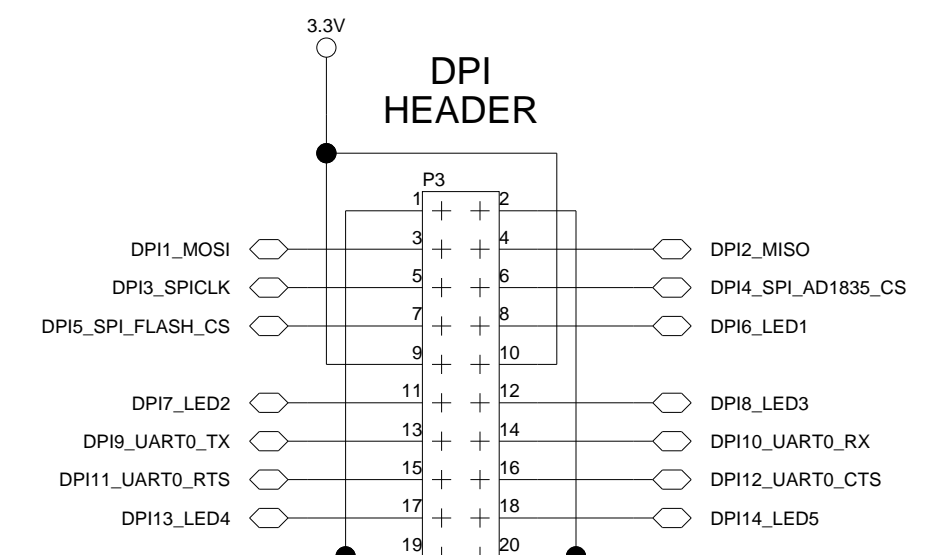 3.3V
DPI
HEADER
P3
1 2
DPI1_MOSI 3 4 DPI2_MISO
DPI3_SPICLK 5 6 DPI4_SPI_AD1835_CS
DPI5_SPI_FLASH_CS 7 8 DPI6_LED1
9 10
DPI7_LED2 11 12 DPI8_LED3
DPI9_UART0_TX 13 14 DPI10_UART0_RX
DPI11_UART0_RTS 15 16 DPI12_UART0_CTS
DPI13_LED4 17 18 DPI14_LED5
19 20